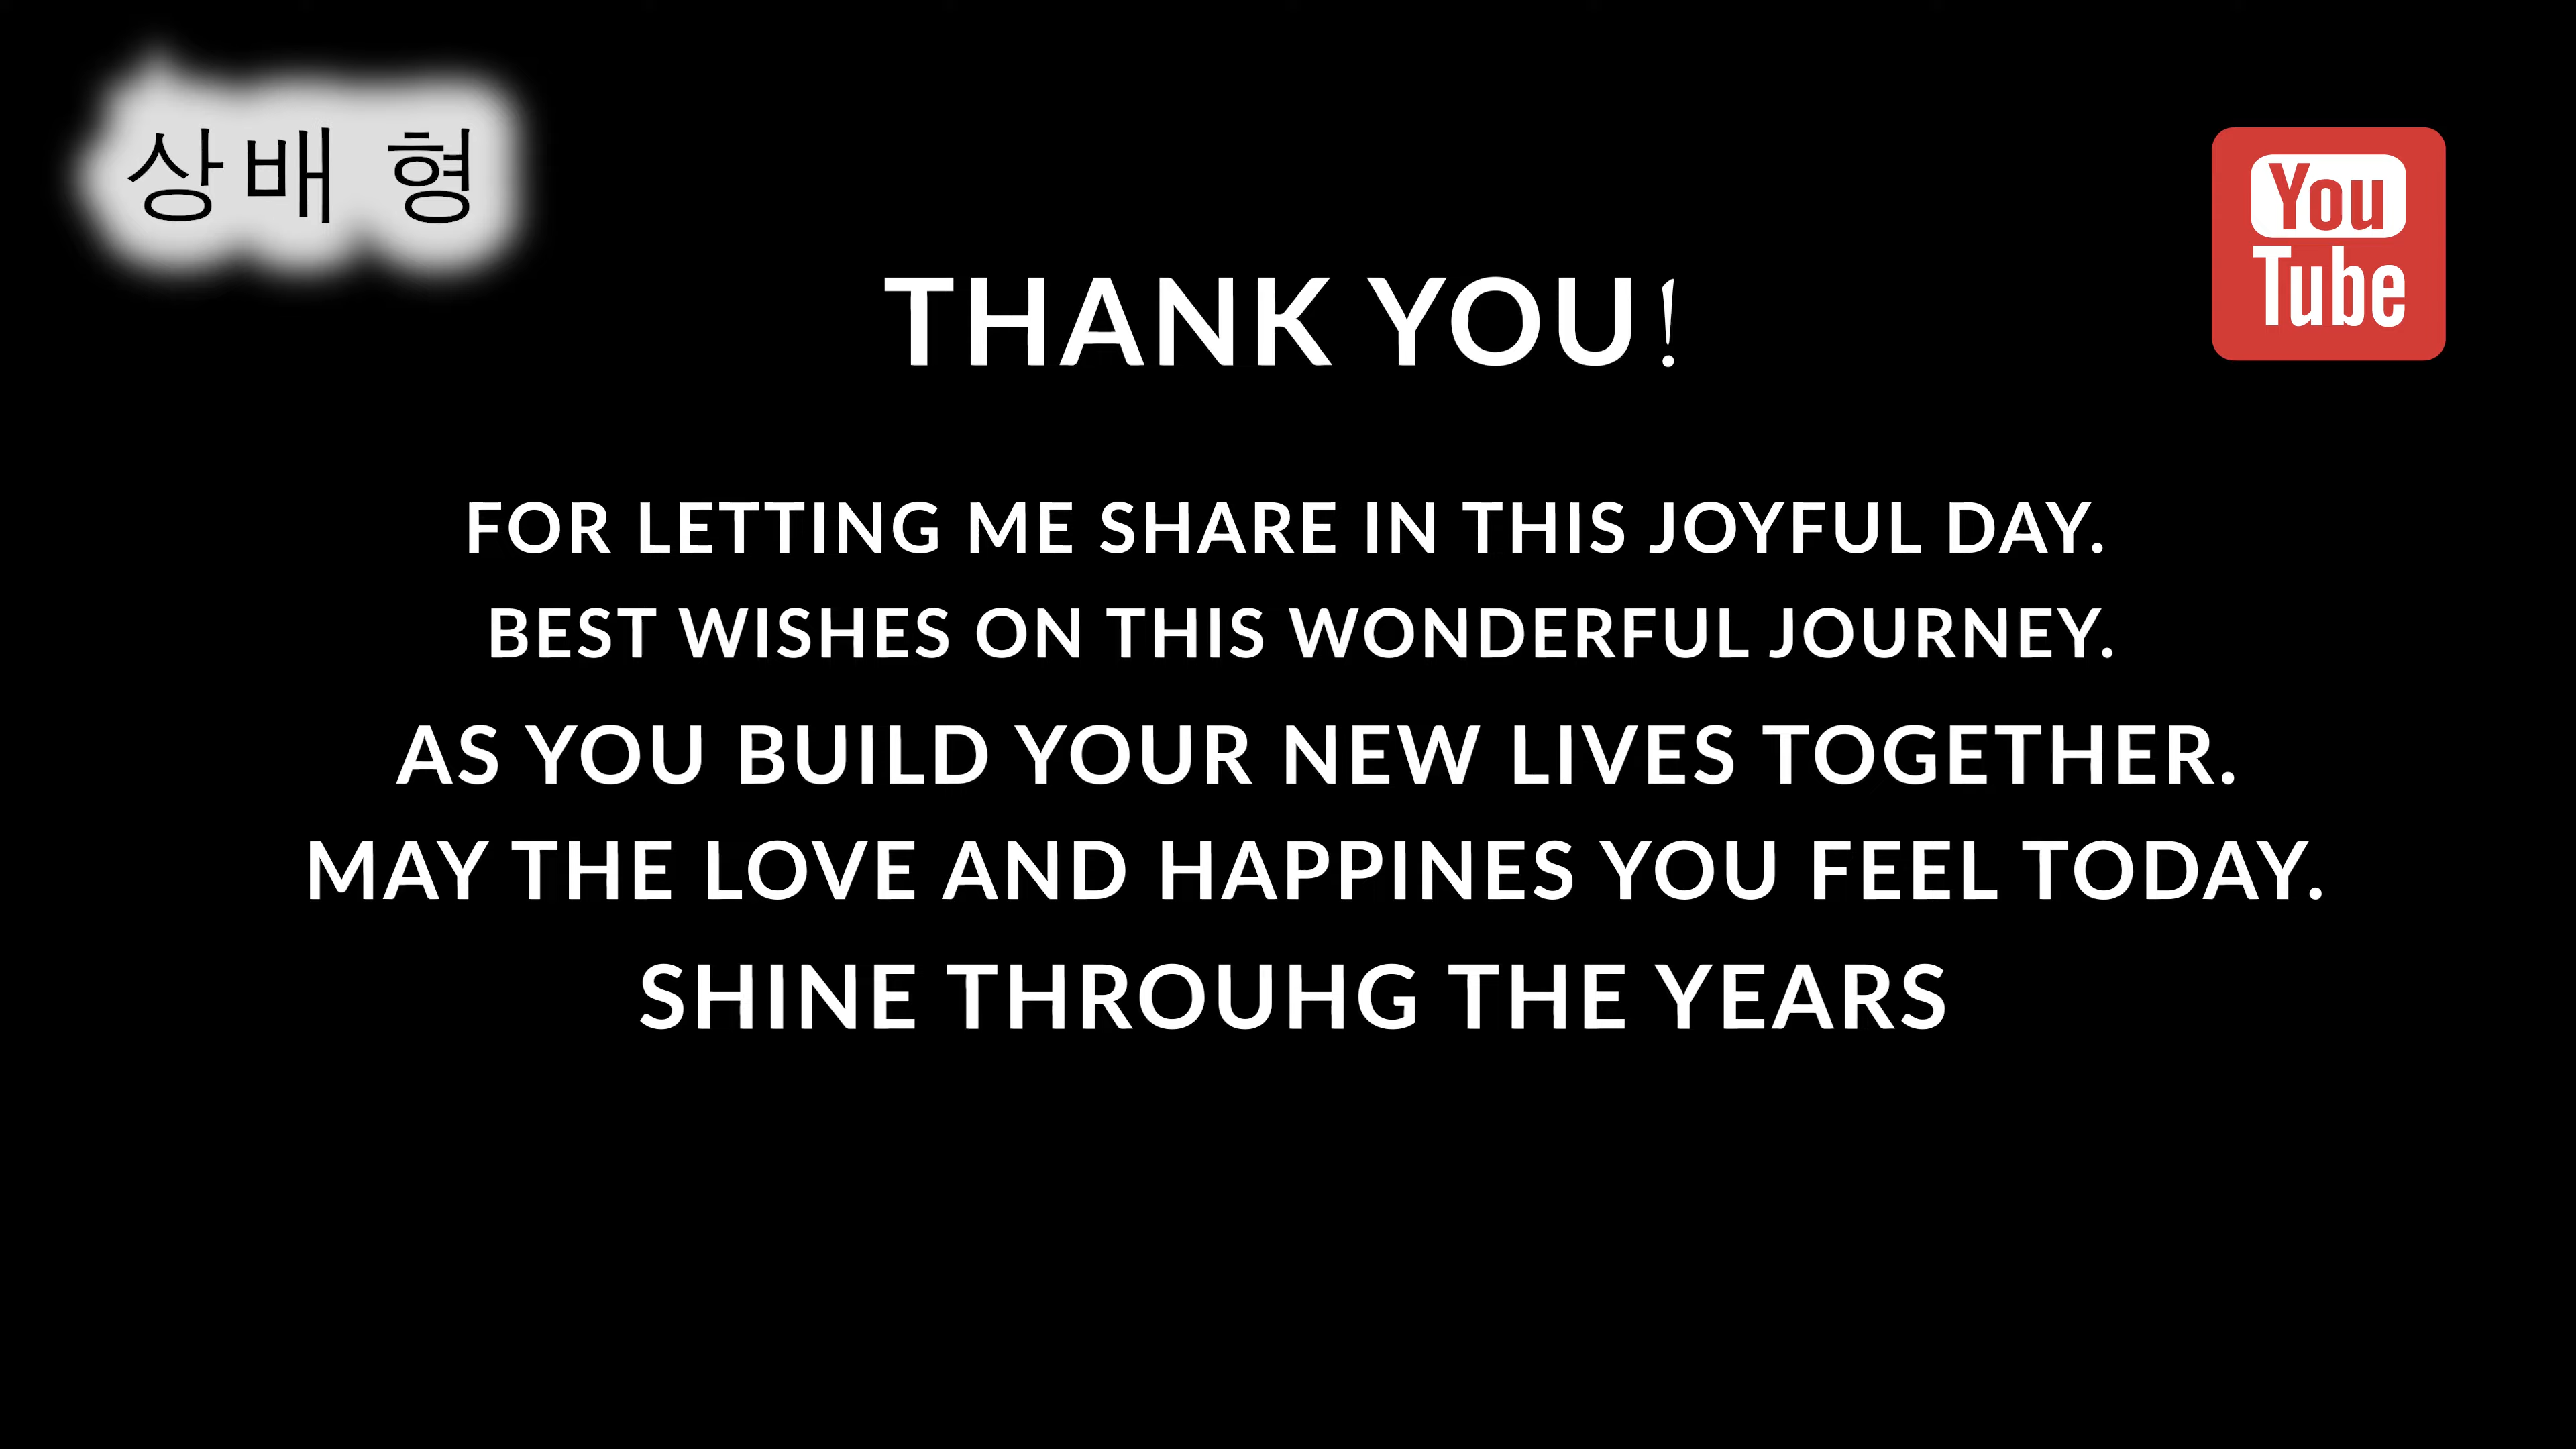 상배 형
You
Tube
THANK YOU!
FOR LETTING ME SHARE IN THIS JOYFUL DAY.
BEST WISHES ON THIS WONDERFUL JOURNEY.
AS YOU BUILD YOUR NEW LIVES TOGETHER.
MAY THE LOVE AND HAPPINES YOU FEEL TODAY.
SHINE THROUHG THE YEARS